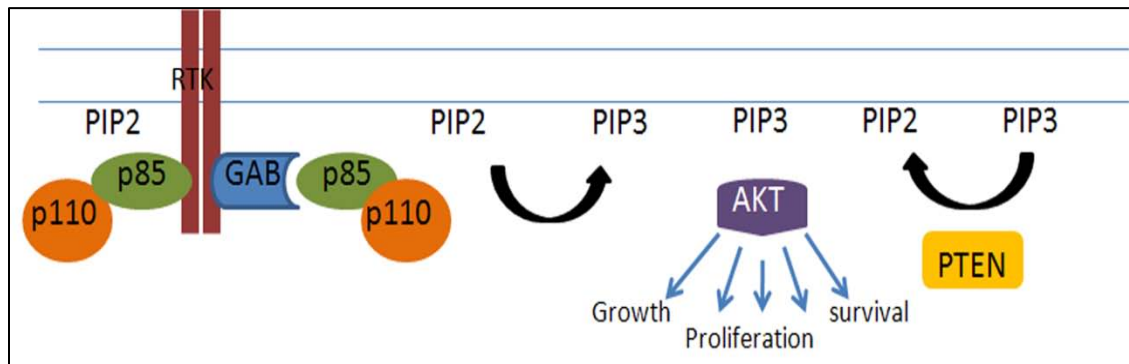 RTK
PIP2 PIP2 PIP3 PIP3 PIP2 PIP3
p85 GAB p85
p110 p110 AKT
PTEN
Growth survival
Proliferation